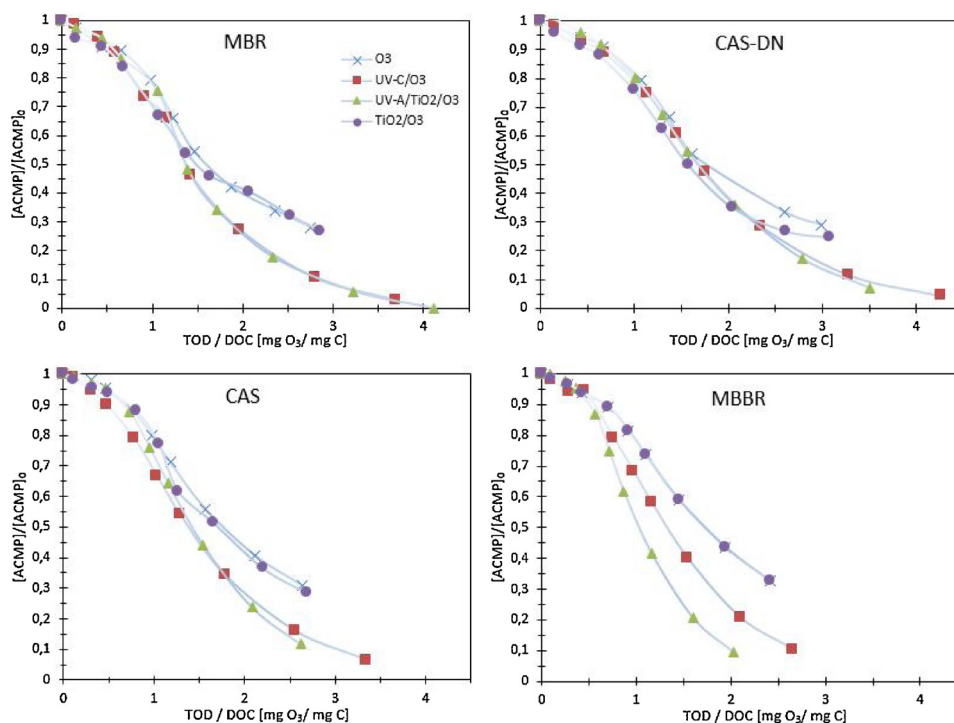 MBR
[ACMP]/[ACMP]₀
1
0,9
0,8
0,7
0,6
0,5
0,4
0,3
0,2
0,1
0
O3
UV-C/O3
UV-A/TiO2/O3
TiO2/O3
0 1 2 3 4
TOD / DOC [mg O₃/ mg C]
CAS-DN
[ACMP]/[ACMP]₀
1
0,9
0,8
0,7
0,6
0,5
0,4
0,3
0,2
0,1
0
0 1 2 3 4
TOD / DOC [mg O₃/ mg C]
CAS
[ACMP]/[ACMP]₀
1
0,9
0,8
0,7
0,6
0,5
0,4
0,3
0,2
0,1
0
0 1 2 3 4
TOD / DOC [mg O₃/ mg C]
MBBR
[ACMP]/[ACMP]₀
1
0,9
0,8
0,7
0,6
0,5
0,4
0,3
0,2
0,1
0
0 1 2 3 4
TOD / DOC [mg O₃/ mg C]